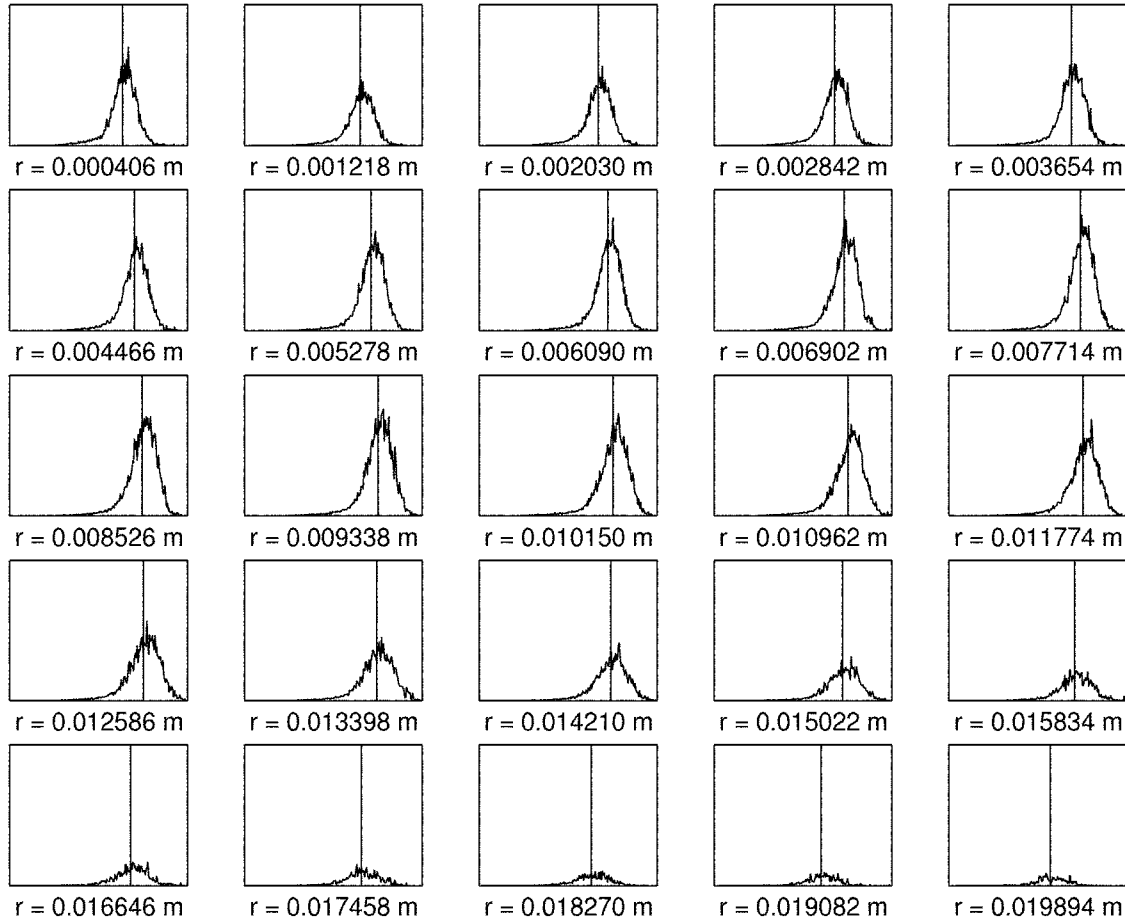 r = 0.000406 m r = 0.001218 m r = 0.002030 m r = 0.002842 m r = 0.003654 m
r = 0.004466 m r = 0.005278 m r = 0.006090 m r = 0.006902 m r = 0.007714 m
r = 0.008526 m r = 0.009338 m r = 0.010150 m r = 0.010962 m r = 0.011774 m
r = 0.012586 m r = 0.013398 m r = 0.014210 m r = 0.015022 m r = 0.015834 m
r = 0.016646 m r = 0.017458 m r = 0.018270 m r = 0.019082 m r = 0.019894 m